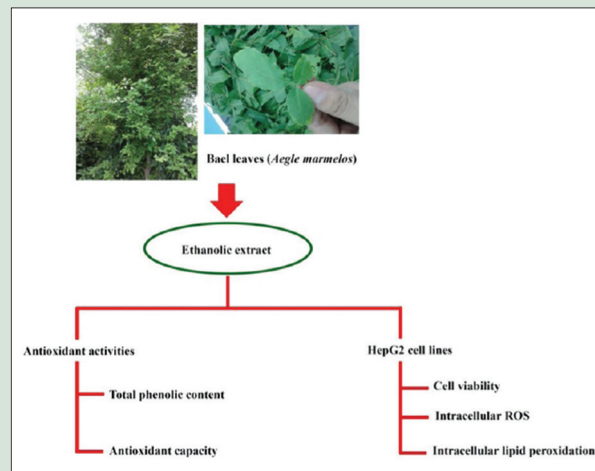 Bael leaves (Aegle marmelos)
Ethanolic extract
Antioxidant activities
Total phenolic content
Antioxidant capacity
HepG2 cell lines
Cell viability
Intracellular ROS
Intracellular lipid peroxidation